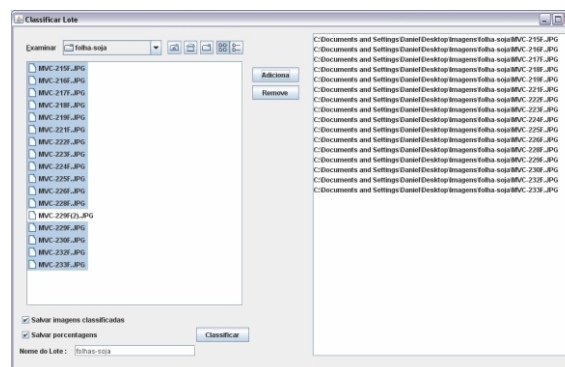 Classificar Lote
Examinar folha-soja
MVC-215F.JPG
MVC-216F.JPG
MVC-217F.JPG
MVC-218F.JPG
MVC-219F.JPG
MVC-221F.JPG
MVC-222F.JPG
MVC-223F.JPG
MVC-224F.JPG
MVC-225F.JPG
MVC-226F.JPG
MVC-228F.JPG
MVC-229F(2).JPG
MVC-229F.JPG
MVC-230F.JPG
MVC-232F.JPG
MVC-233F.JPG
Adiciona
Remove
C:\Documents and Settings\Daniel\Desktop\Imagens\folha-soja\MVC-215F.JPG
C:\Documents and Settings\Daniel\Desktop\Imagens\folha-soja\MVC-216F.JPG
C:\Documents and Settings\Daniel\Desktop\Imagens\folha-soja\MVC-217F.JPG
C:\Documents and Settings\Daniel\Desktop\Imagens\folha-soja\MVC-218F.JPG
C:\Documents and Settings\Daniel\Desktop\Imagens\folha-soja\MVC-219F.JPG
C:\Documents and Settings\Daniel\Desktop\Imagens\folha-soja\MVC-221F.JPG
C:\Documents and Settings\Daniel\Desktop\Imagens\folha-soja\MVC-222F.JPG
C:\Documents and Settings\Daniel\Desktop\Imagens\folha-soja\MVC-223F.JPG
C:\Documents and Settings\Daniel\Desktop\Imagens\folha-soja\MVC-224F.JPG
C:\Documents and Settings\Daniel\Desktop\Imagens\folha-soja\MVC-225F.JPG
C:\Documents and Settings\Daniel\Desktop\Imagens\folha-soja\MVC-226F.JPG
C:\Documents and Settings\Daniel\Desktop\Imagens\folha-soja\MVC-228F.JPG
C:\Documents and Settings\Daniel\Desktop\Imagens\folha-soja\MVC-229F.JPG
C:\Documents and Settings\Daniel\Desktop\Imagens\folha-soja\MVC-230F.JPG
C:\Documents and Settings\Daniel\Desktop\Imagens\folha-soja\MVC-232F.JPG
C:\Documents and Settings\Daniel\Desktop\Imagens\folha-soja\MVC-233F.JPG
Salvar imagens classificadas
Salvar porcentagens
Classificar
Nome do Lote : folhas-soja